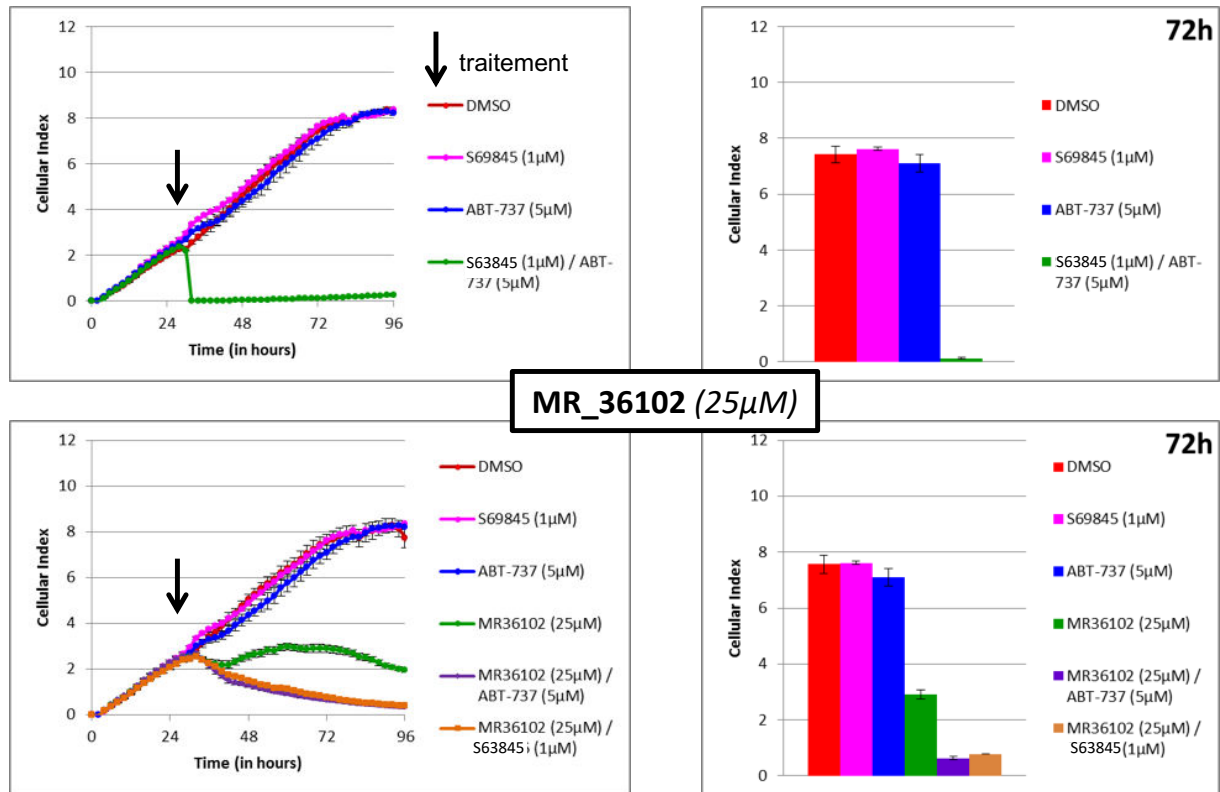 12
10
8
6
4
2
0
Cellular Index
0 24 48 72 96
Time (in hours)
traitement
DMSO
S69845 (1µM)
ABT-737 (5µM)
S63845 (1µM) / ABT-
737 (5µM)
72h
12
10
8
6
4
2
0
Cellular Index
DMSO
S69845 (1µM)
ABT-737 (5µM)
S63845 (1µM) / ABT-
737 (5µM)
MR_36102 (25µM)
12
10
8
6
4
2
0
Cellular Index
0 24 48 72 96
Time (in hours)
DMSO
S69845 (1µM)
ABT-737 (5µM)
MR36102 (25µM)
MR36102 (25µM) /
ABT-737 (5µM)
MR36102 (25µM) /
S63845 (1µM)
72h
12
10
8
6
4
2
0
Cellular Index
DMSO
S69845 (1µM)
ABT-737 (5µM)
MR36102 (25µM)
MR36102 (25µM) /
ABT-737 (5µM)
MR36102 (25µM) /
S63845 (1µM)